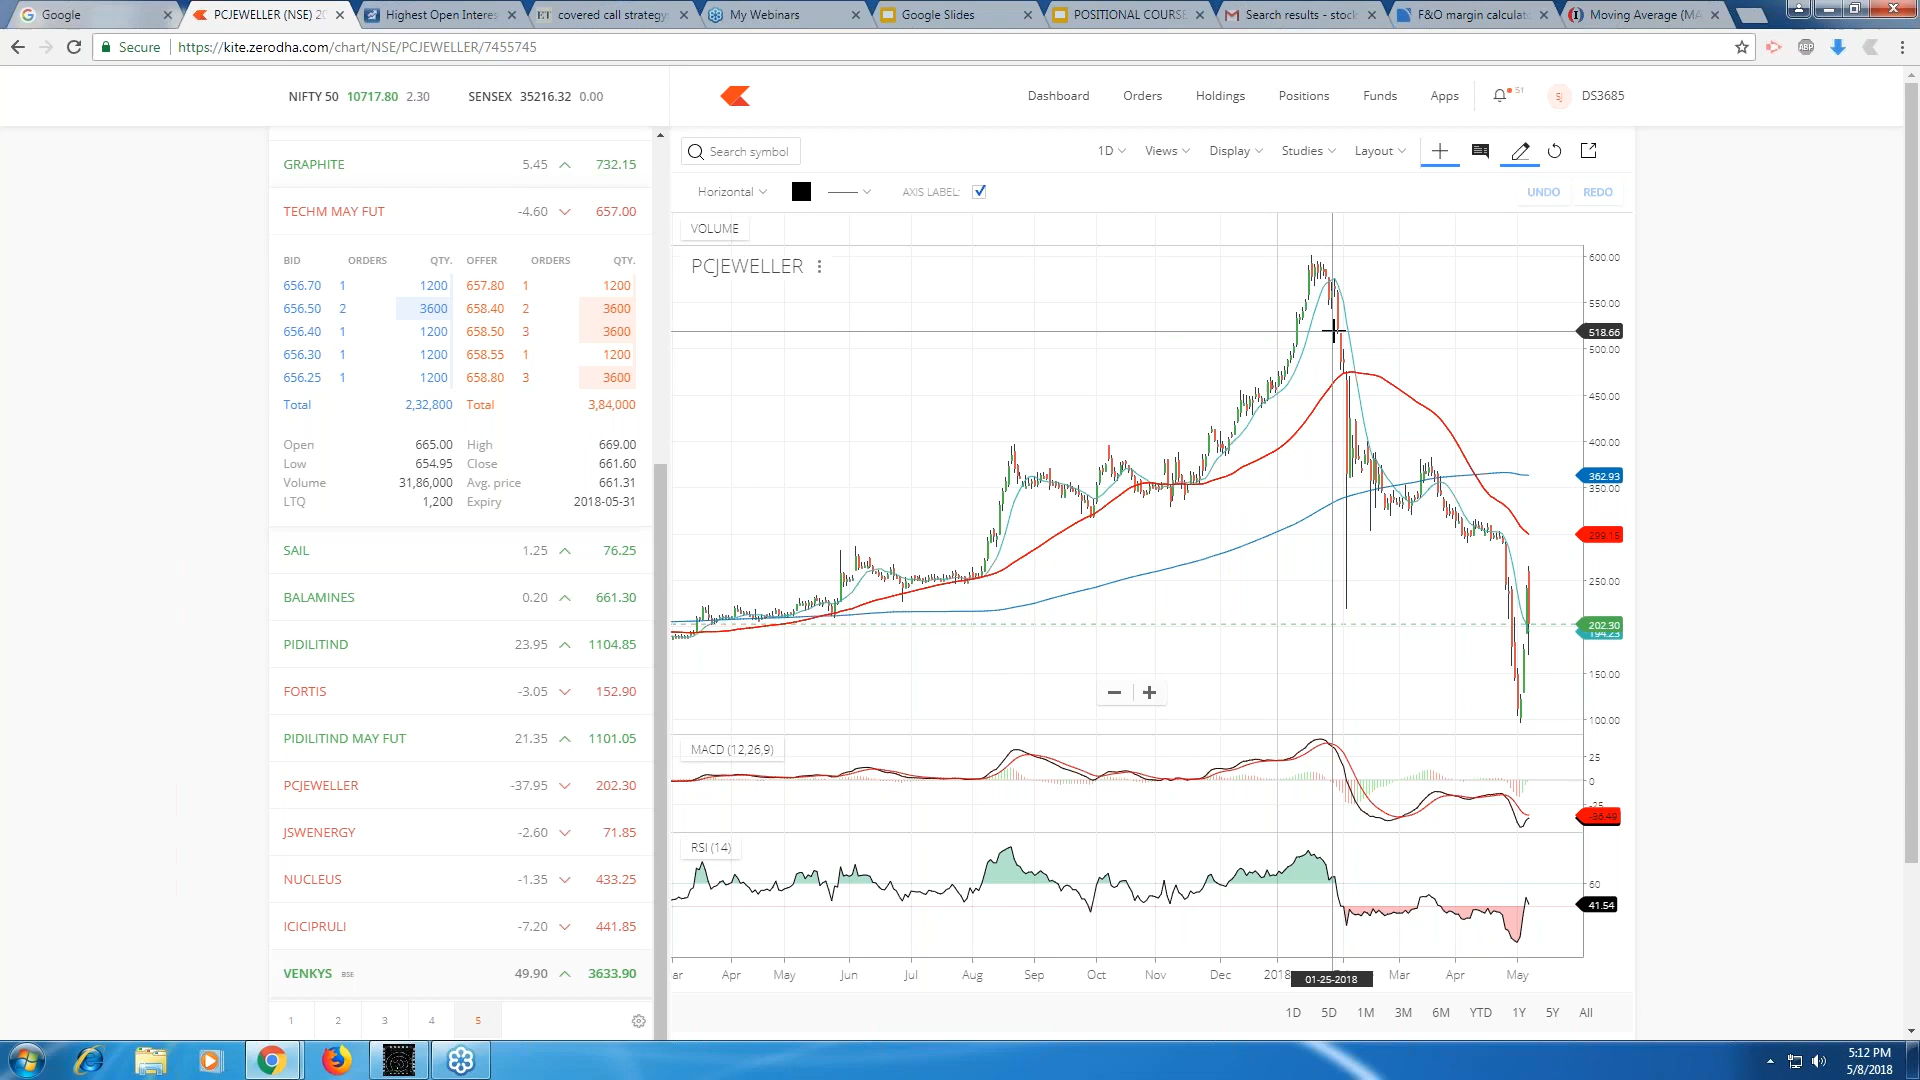 Google
PCJEWELLER (NSE) 20
Highest Open Interes
covered call strategy
My Webinars
Google Slides
POSITIONAL COURSE
Search results - stock
F&O margin calculato
Moving Average (MA
Secure
https://kite.zerodha.com/chart/NSE/PCJEWELLER/7455745
NIFTY 50 10717.80 2.30
SENSEX 35216.32 0.00
Dashboard
Orders
Holdings
Positions
Funds
Apps
51
SJ
DS3685
GRAPHITE 5.45 732.15
TECHM MAY FUT -4.60 657.00
BID ORDERS QTY. OFFER ORDERS QTY.
656.70 1 1200 657.80 1 1200
656.50 2 3600 658.40 2 3600
656.40 1 1200 658.50 3 3600
656.30 1 1200 658.55 1 1200
656.25 1 1200 658.80 3 3600
Total 2,32,800 Total 3,84,000
Open 665.00 High 669.00
Low 654.95 Close 661.60
Volume 31,86,000 Avg. price 661.31
LTQ 1,200 Expiry 2018-05-31
SAIL 1.25 76.25
BALAMINES 0.20 661.30
PIDILITIND 23.95 1104.85
FORTIS -3.05 152.90
PIDILITIND MAY FUT 21.35 1101.05
PCJEWELLER -37.95 202.30
JSWENERGY -2.60 71.85
NUCLEUS -1.35 433.25
ICICIPRULI -7.20 441.85
VENKYS BSE 49.90 3633.90
1 2 3 4 5
Search symbol
1D
Views
Display
Studies
Layout
Horizontal
AXIS LABEL:
UNDO
REDO
VOLUME
PCJEWELLER
600.00
550.00
518.66
500.00
450.00
400.00
362.93
350.00
299.15
250.00
202.30
194.23
150.00
100.00
MACD (12,26,9)
25
0
-36.49
RSI (14)
60
41.54
ar Apr May Jun Jul Aug Sep Oct Nov Dec 2018 01-25-2018 Mar Apr May
1D 5D 1M 3M 6M YTD 1Y 5Y All
5:12 PM
5/8/2018